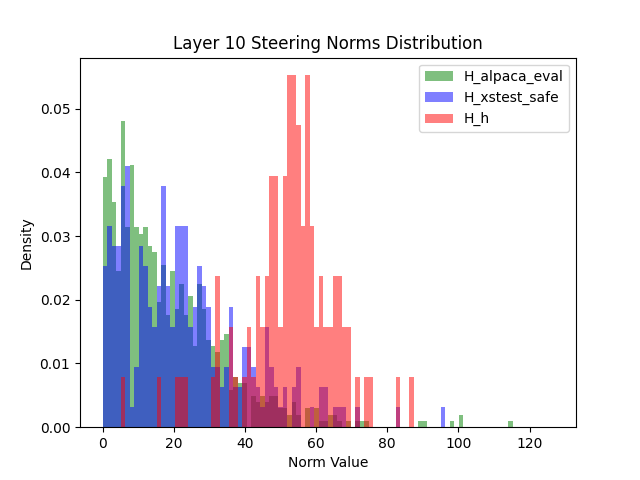 Layer 10 Steering Norms Distribution
H_alpaca_eval
H_xstest_safe
H_h
0.05
0.04
0.03
0.02
0.01
0.00
Density
0 20 40 60 80 100 120
Norm Value